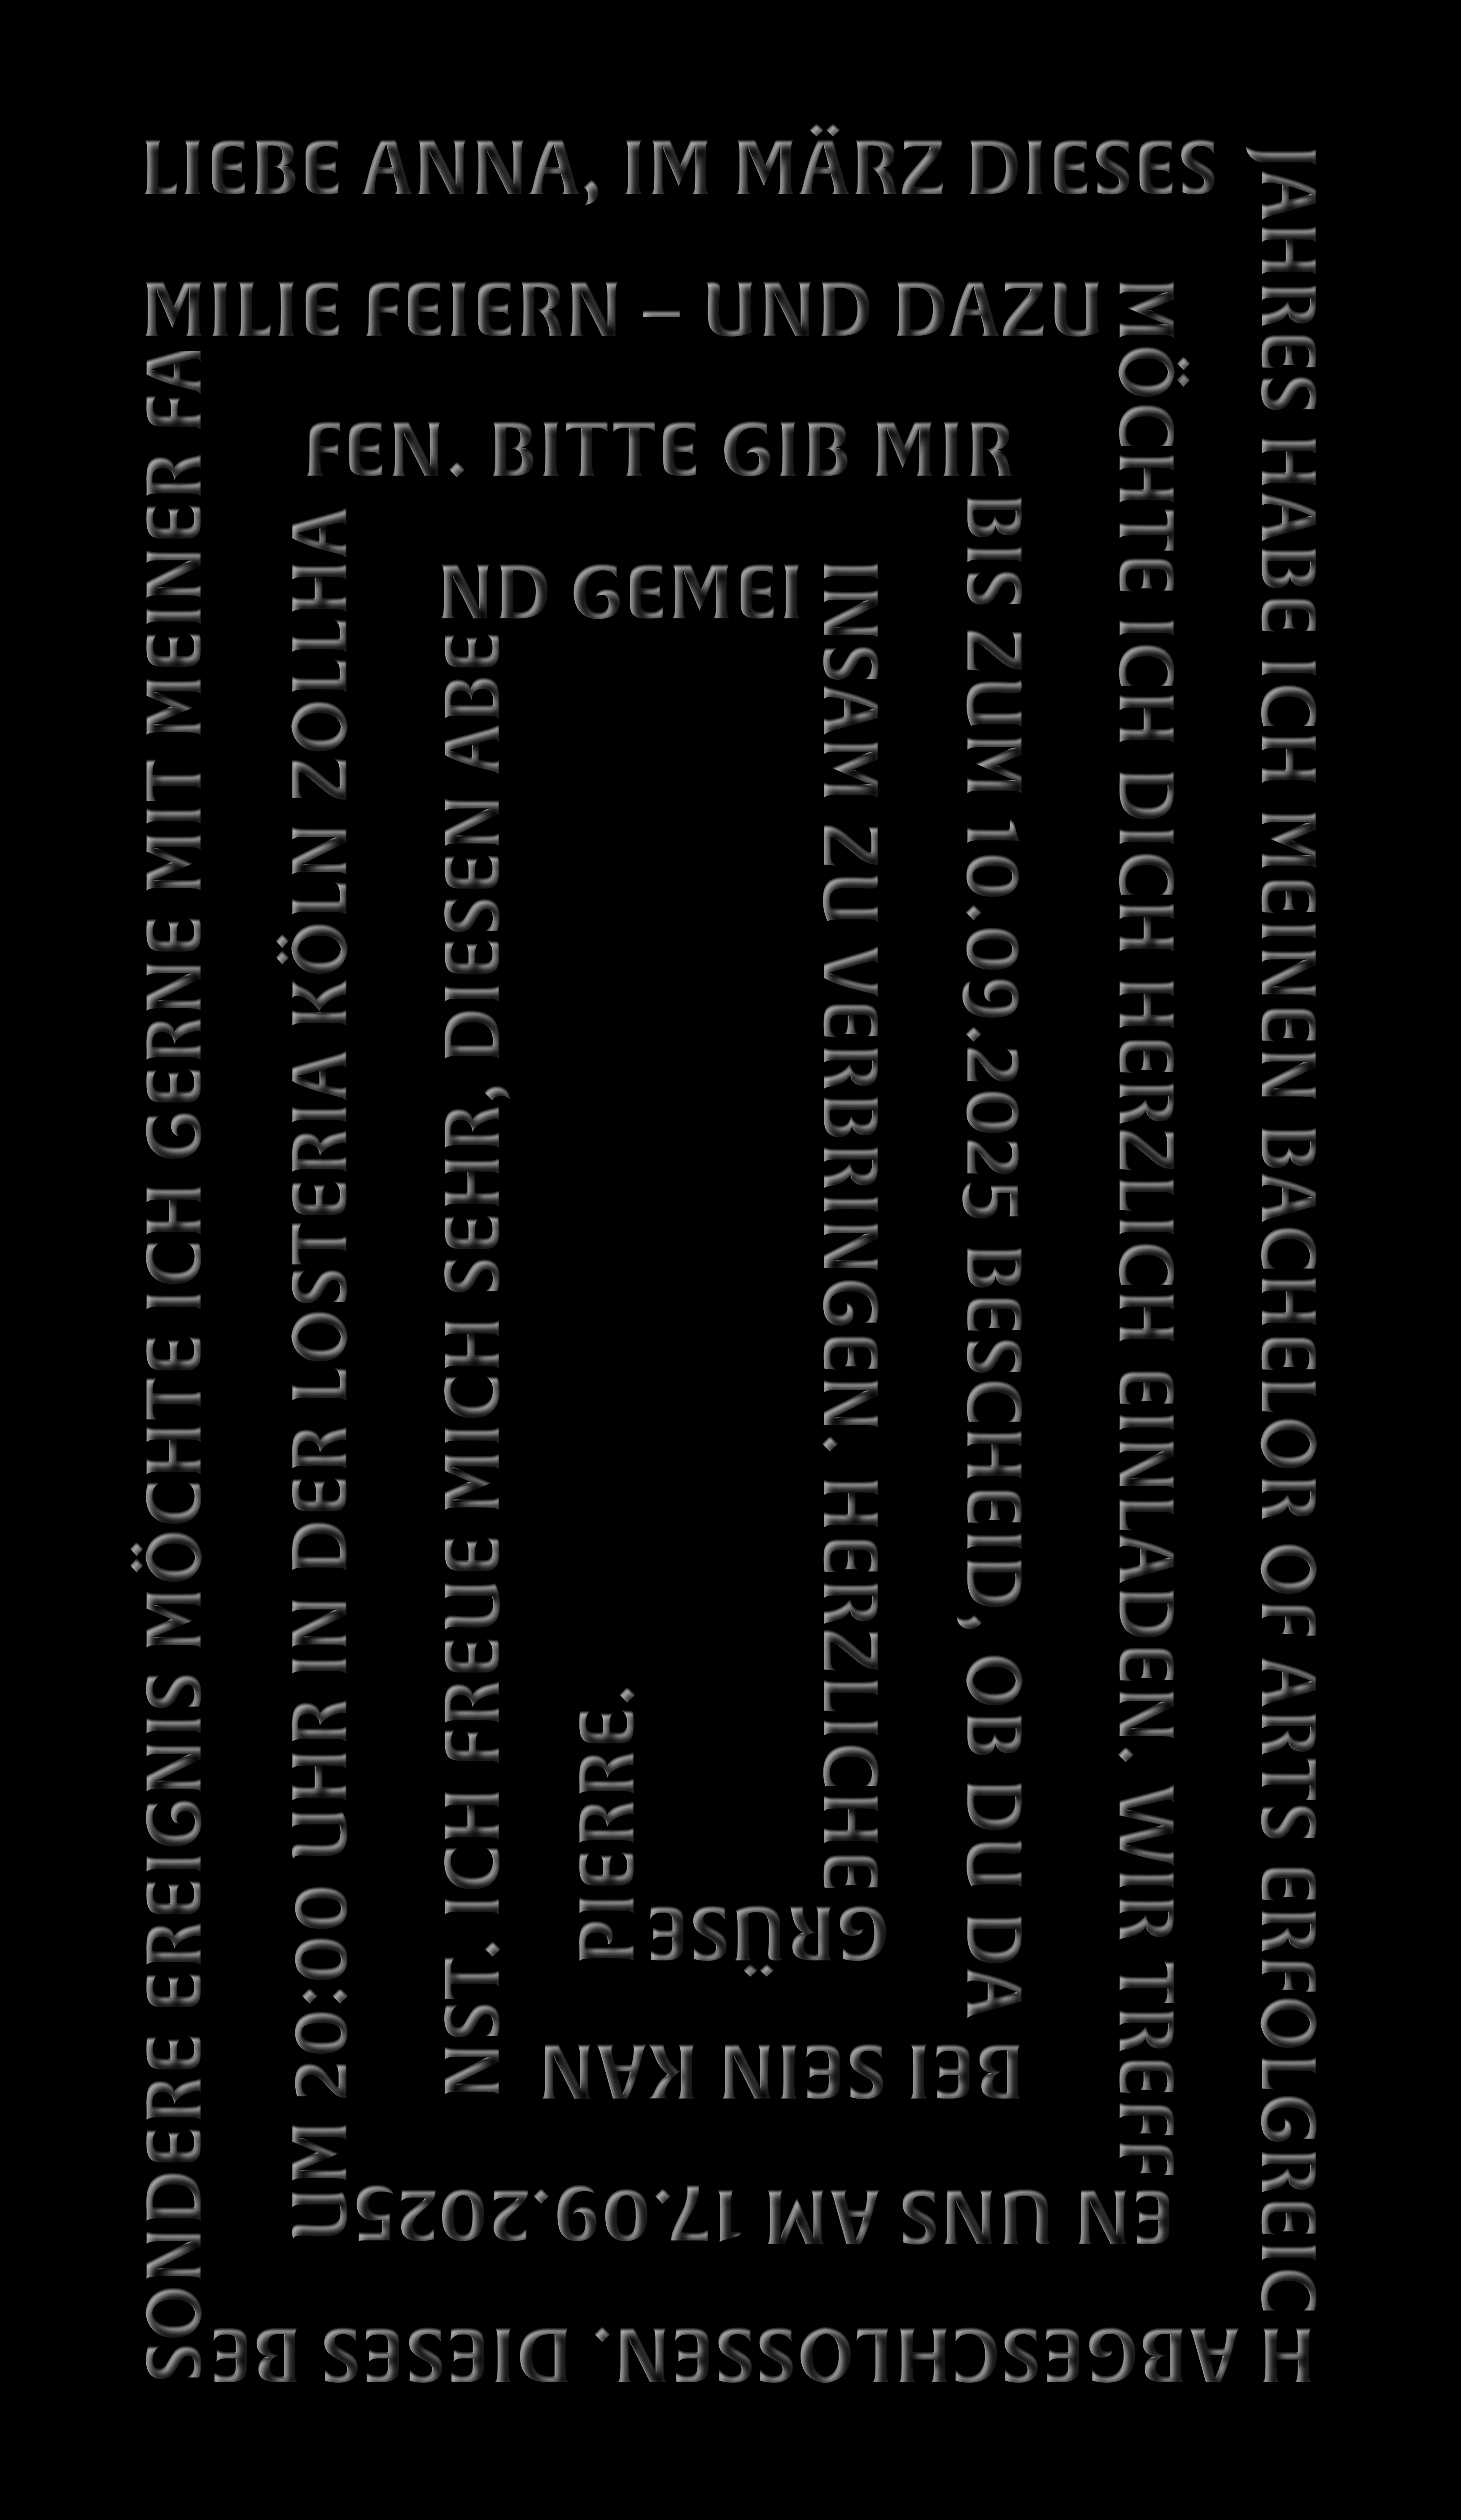 LIEBE ANNA, IM MÄRZ DIESES
JAHRES HABE ICH MEINEN BACHELOR OF ARTS ERFOLGREIC
H ABGESCHLOSSEN. DIESES BE
SONDERE EREIGNIS MÖCHTE ICH GERNE MIT MEINER FA
MILIE FEIERN – UND DAZU
MÖCHTE ICH DICH HERZLICH EINLADEN. WIR TREFF
EN UNS AM 17.09.2025
UM 20:00 UHR IN DER LOSTERIA KÖLN ZOLLHA
FEN. BITTE GIB MIR
BIS ZUM 10.09.2025 BESCHEID, OB DU DA
BEI SEIN KAN
NST. ICH FREUE MICH SEHR, DIESEN ABE
ND GEMEI
INSAM ZU VERBRINGEN. HERZLICHE
GRÜSE
PIERRE.